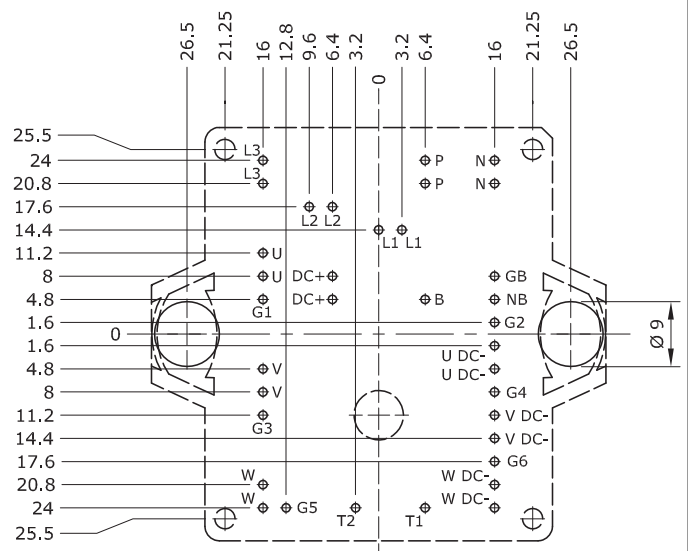 26.5
21.25
16
12.8
9.6
6.4
3.2
0
3.2
6.4
16
21.25
26.5
25.5
24
20.8
17.6
14.4
11.2
8
4.8
1.6
0
1.6
4.8
8
11.2
14.4
17.6
20.8
24
25.5
L3
P
N
L3
P
N
L2 L2
L1 L1
U
U DC+
GB
G1
DC+
B
NB
G2
U DC-
V
U DC-
V
G4
G3
V DC-
V DC-
G6
W
W DC-
W
G5
T2
T1
W DC-
Ø 9